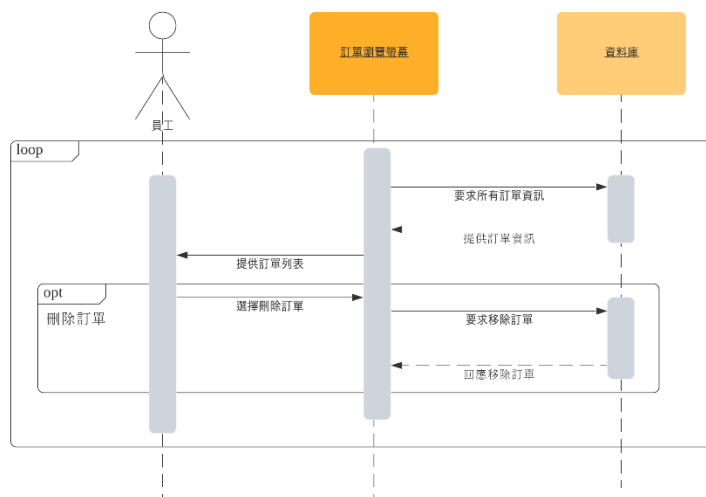 訂單瀏覽螢幕
資料庫
員工
loop
要求所有訂單資訊
提供訂單資訊
提供訂單列表
opt
刪除訂單
選擇刪除訂單
要求移除訂單
回應移除訂單